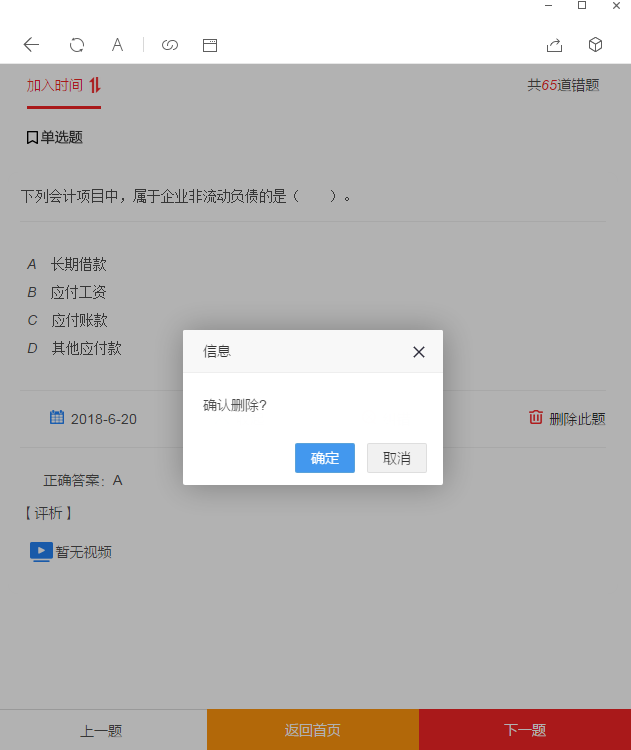 A
加入时间
共65道错题
单选题
下列会计项目中，属于企业非流动负债的是（　　）。
A 长期借款
B 应付工资
C 应付账款
D 其他应付款
信息
确认删除?
确定 取消
2018-6-20
删除此题
正确答案：A
【评析】
暂无视频
上一题
返回首页
下一题